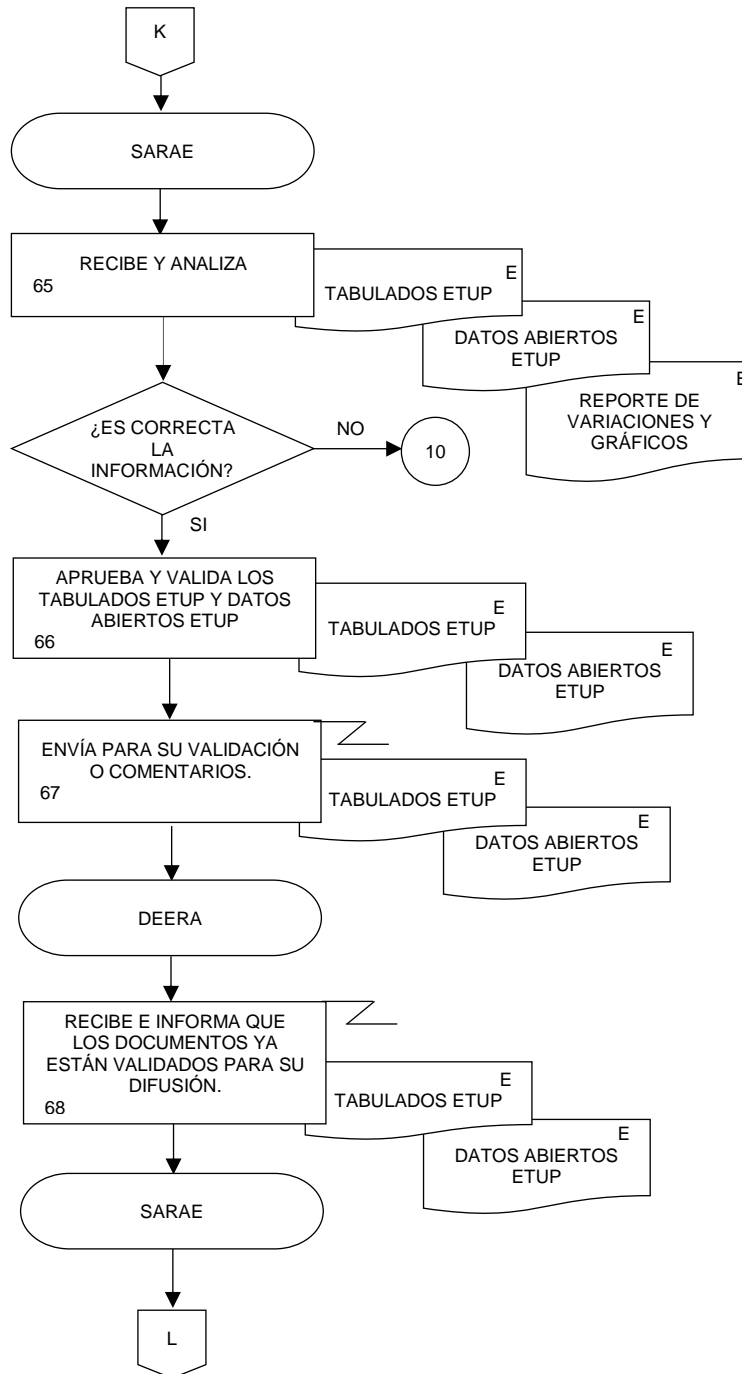 K
SARAE
RECIBE Y ANALIZA
65
E
TABULADOS ETUP
E
DATOS ABIERTOS
ETUP
E
REPORTE DE
VARIACIONES Y
GRÁFICOS
¿ES CORRECTA
LA
INFORMACIÓN?
NO
10
SI
APRUEBA Y VALIDA LOS
TABULADOS ETUP Y DATOS
ABIERTOS ETUP
66
E
TABULADOS ETUP
E
DATOS ABIERTOS
ETUP
ENVÍA PARA SU VALIDACIÓN
O COMENTARIOS.
67
E
TABULADOS ETUP
E
DATOS ABIERTOS
ETUP
DEERA
RECIBE E INFORMA QUE
LOS DOCUMENTOS YA
ESTÁN VALIDADOS PARA SU
DIFUSIÓN.
68
E
TABULADOS ETUP
E
DATOS ABIERTOS
ETUP
SARAE
L